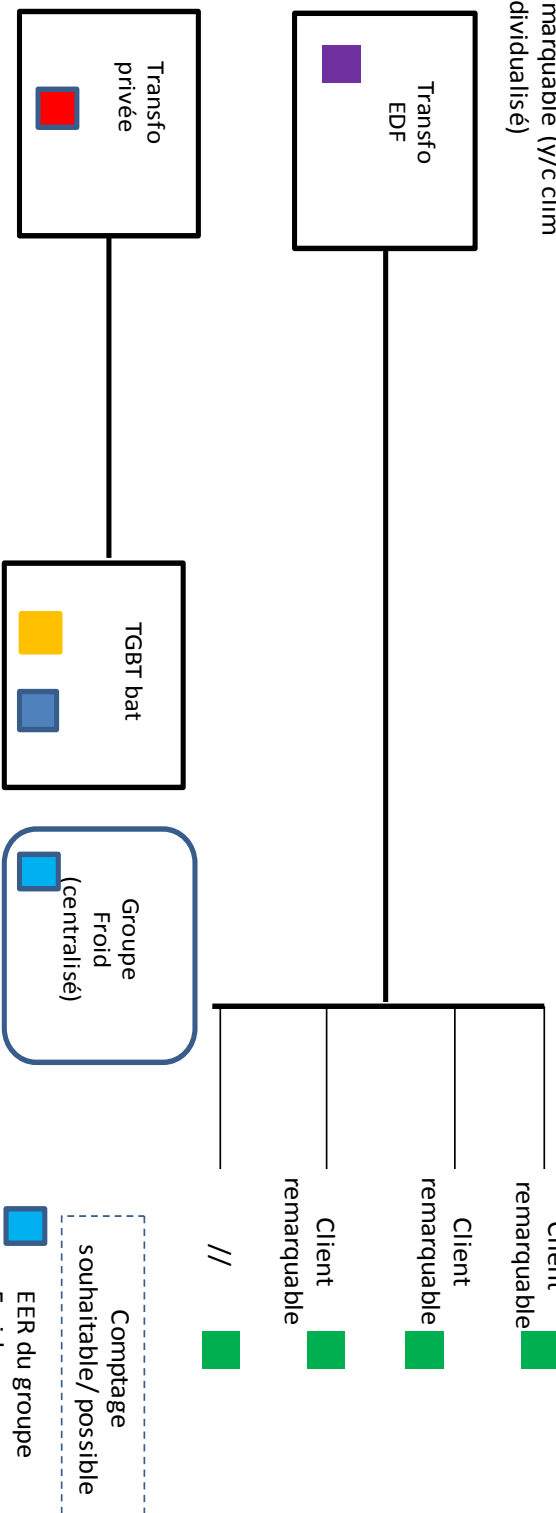 marquable (y/c clim
dividualisé)
Transfo
EDF
Client
remarquable
Client
remarquable
Client
remarquable
//
Transfo
privée
TGBT bat
Groupe
Froid
(centralisé)
Comptage
souhaitable/ possible
EER du groupe